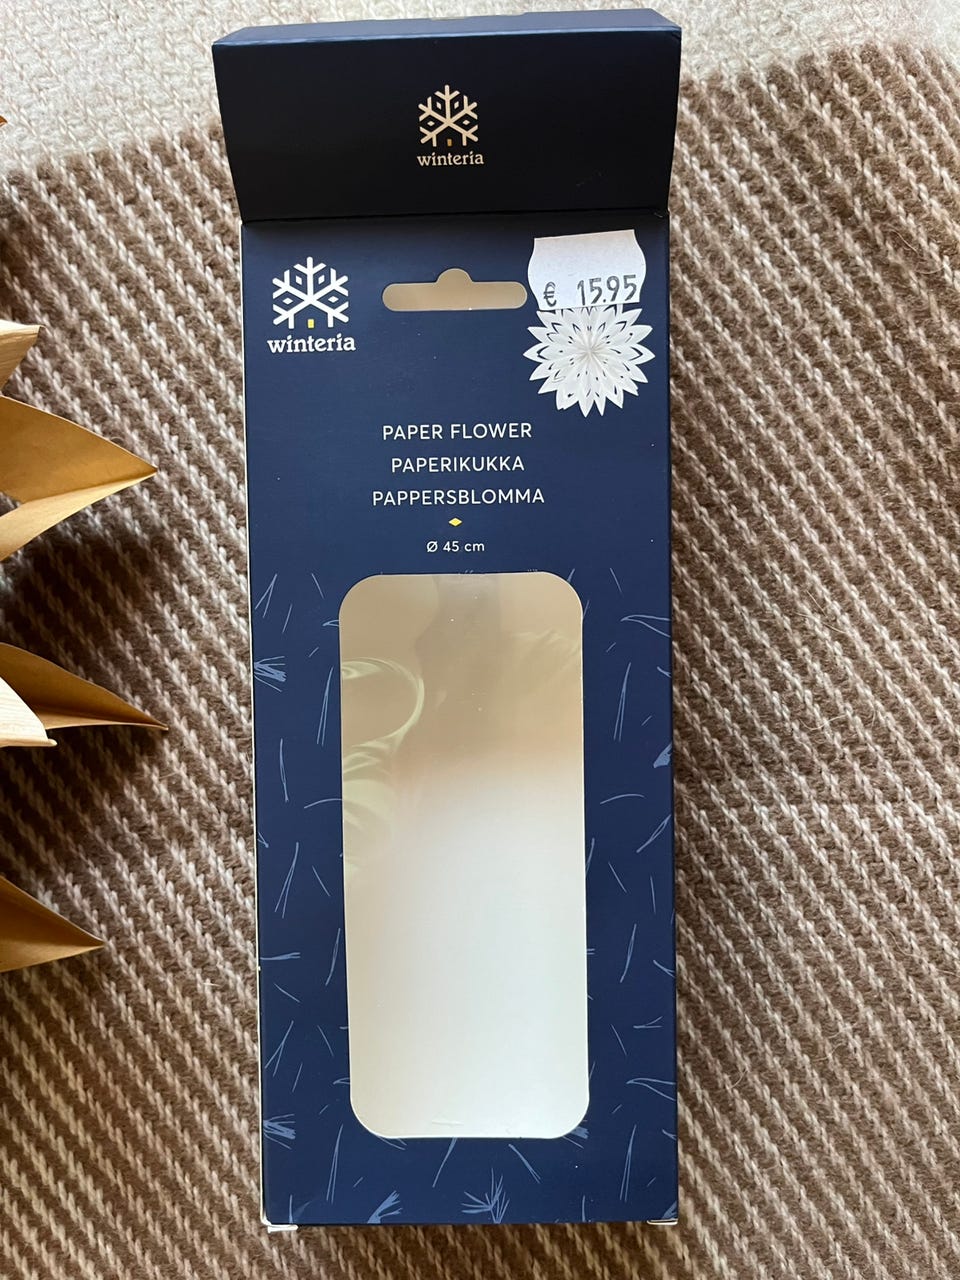 winteria
winteria
€ 15.95
PAPER FLOWER
PAPERIKUKKA
PAPPERSBLOMMA
Ø 45 cm